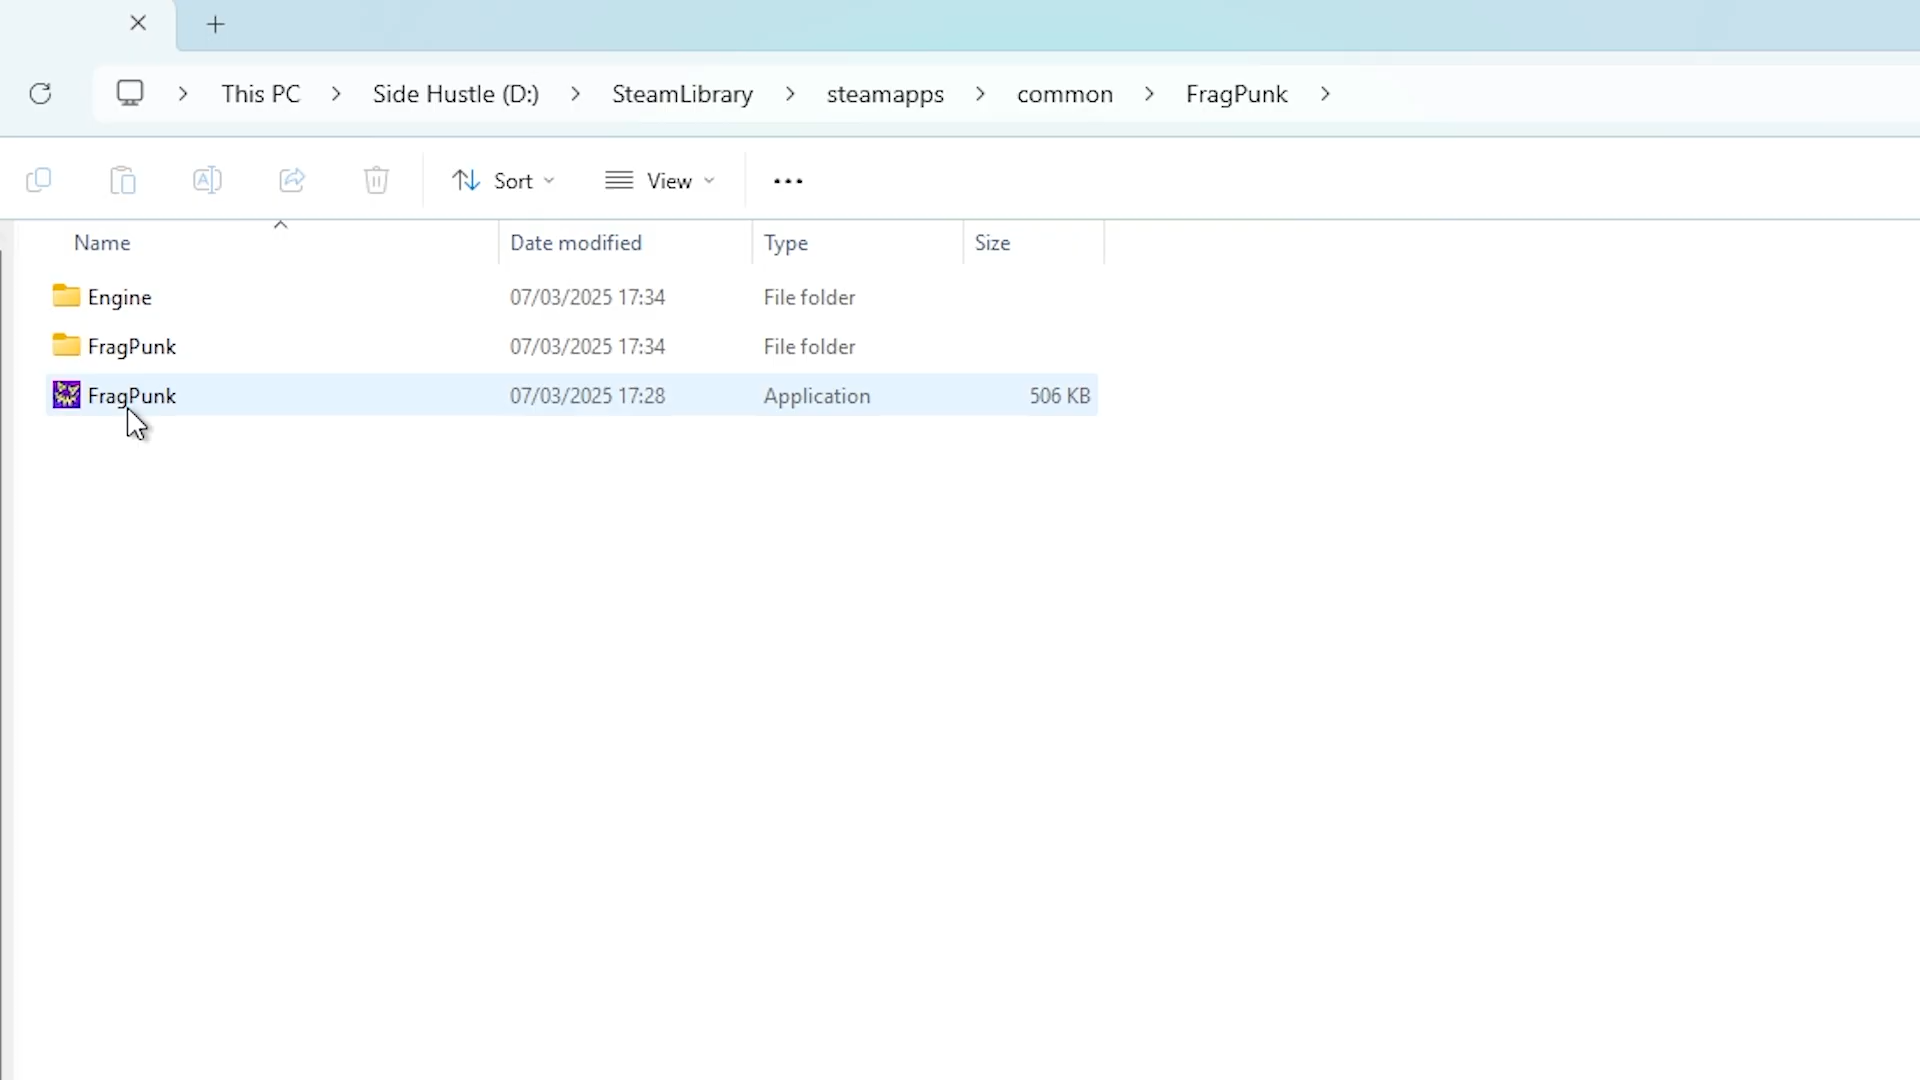 This PC > Side Hustle (D:) > SteamLibrary > steamapps > common > FragPunk >
Sort View
Name Date modified Type Size
Engine 07/03/2025 17:34 File folder
FragPunk 07/03/2025 17:34 File folder
FragPunk 07/03/2025 17:28 Application 506 KB